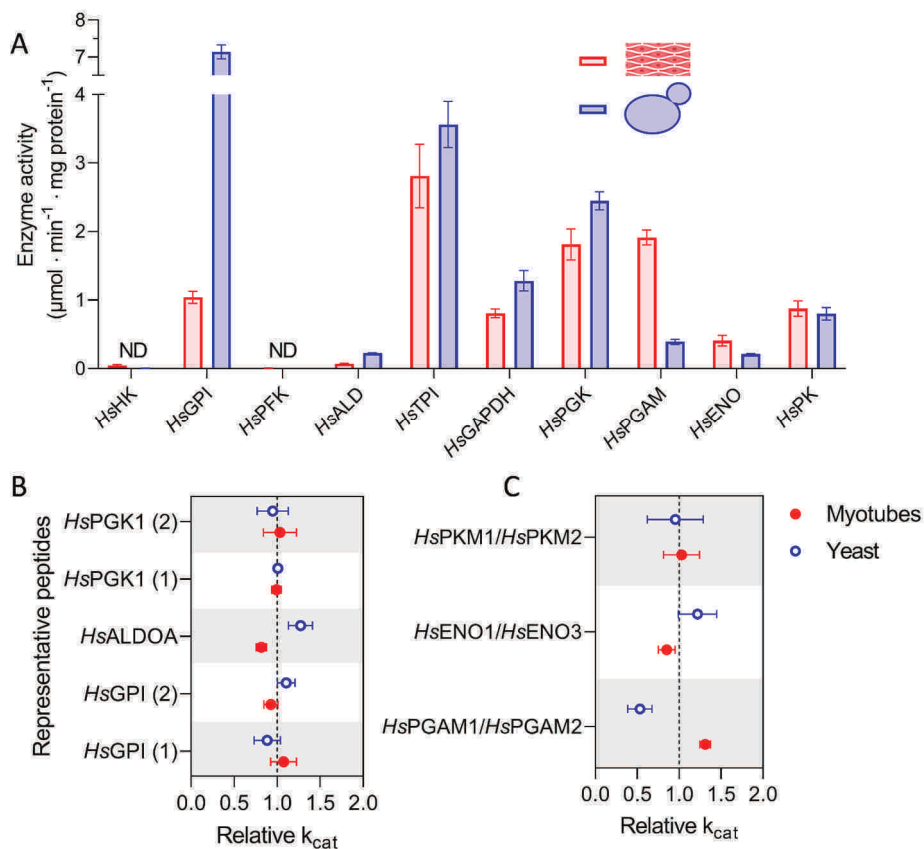 A
Enzyme activity
(µmol · min⁻¹ · mg protein⁻¹)
8
7
4
3
2
1
0
ND
ND
HsHK
HsGPI
HsPFK
HsALD
HsTPI
HsGAPDH
HsPGK
HsPGAM
HsENO
HsPK
B
Representative peptides
HsPGK1 (2)
HsPGK1 (1)
HsALDOA
HsGPI (2)
HsGPI (1)
0.0 0.5 1.0 1.5 2.0
Relative kcat
C
HsPKM1/HsPKM2
HsENO1/HsENO3
HsPGAM1/HsPGAM2
0.0 0.5 1.0 1.5 2.0
Relative kcat
Myotubes
Yeast